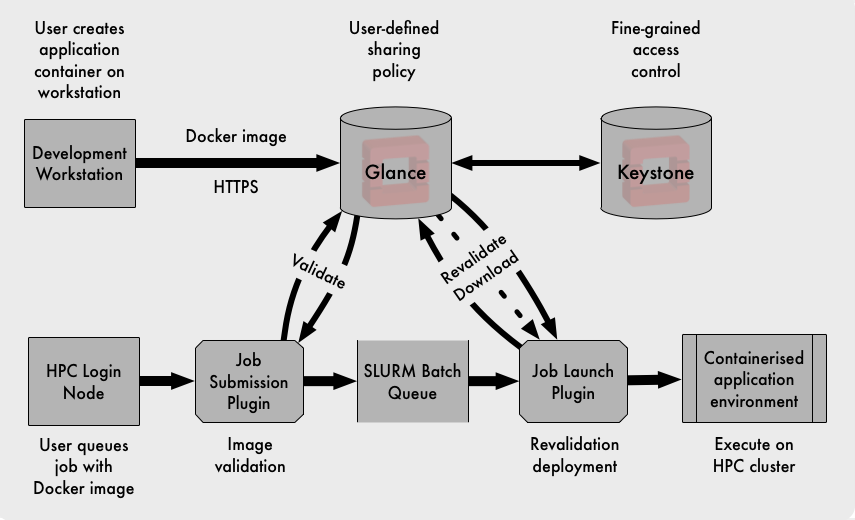 User creates
application
container on
workstation
User-defined
sharing
policy
Fine-grained
access
control
Development
Workstation
Docker image
HTTPS
Glance
Keystone
Validate
Revalidate
Download
HPC Login
Node
Job
Submission
Plugin
SLURM Batch
Queue
Job Launch
Plugin
Containerised
application
environment
User queues
job with
Docker image
Image
validation
Revalidation
deployment
Execute on
HPC cluster